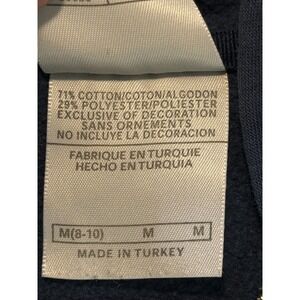 71% COTTON/COTON/ALGODON
29% POLYESTER/POLIESTER
EXCLUSIVE OF DECORATION
SANS ORNEMENTS
NO INCLUYE LA DECORACION
FABRIQUE EN TURQUIE
HECHO EN TURQUIA
M(8-10) M M
MADE IN TURKEY